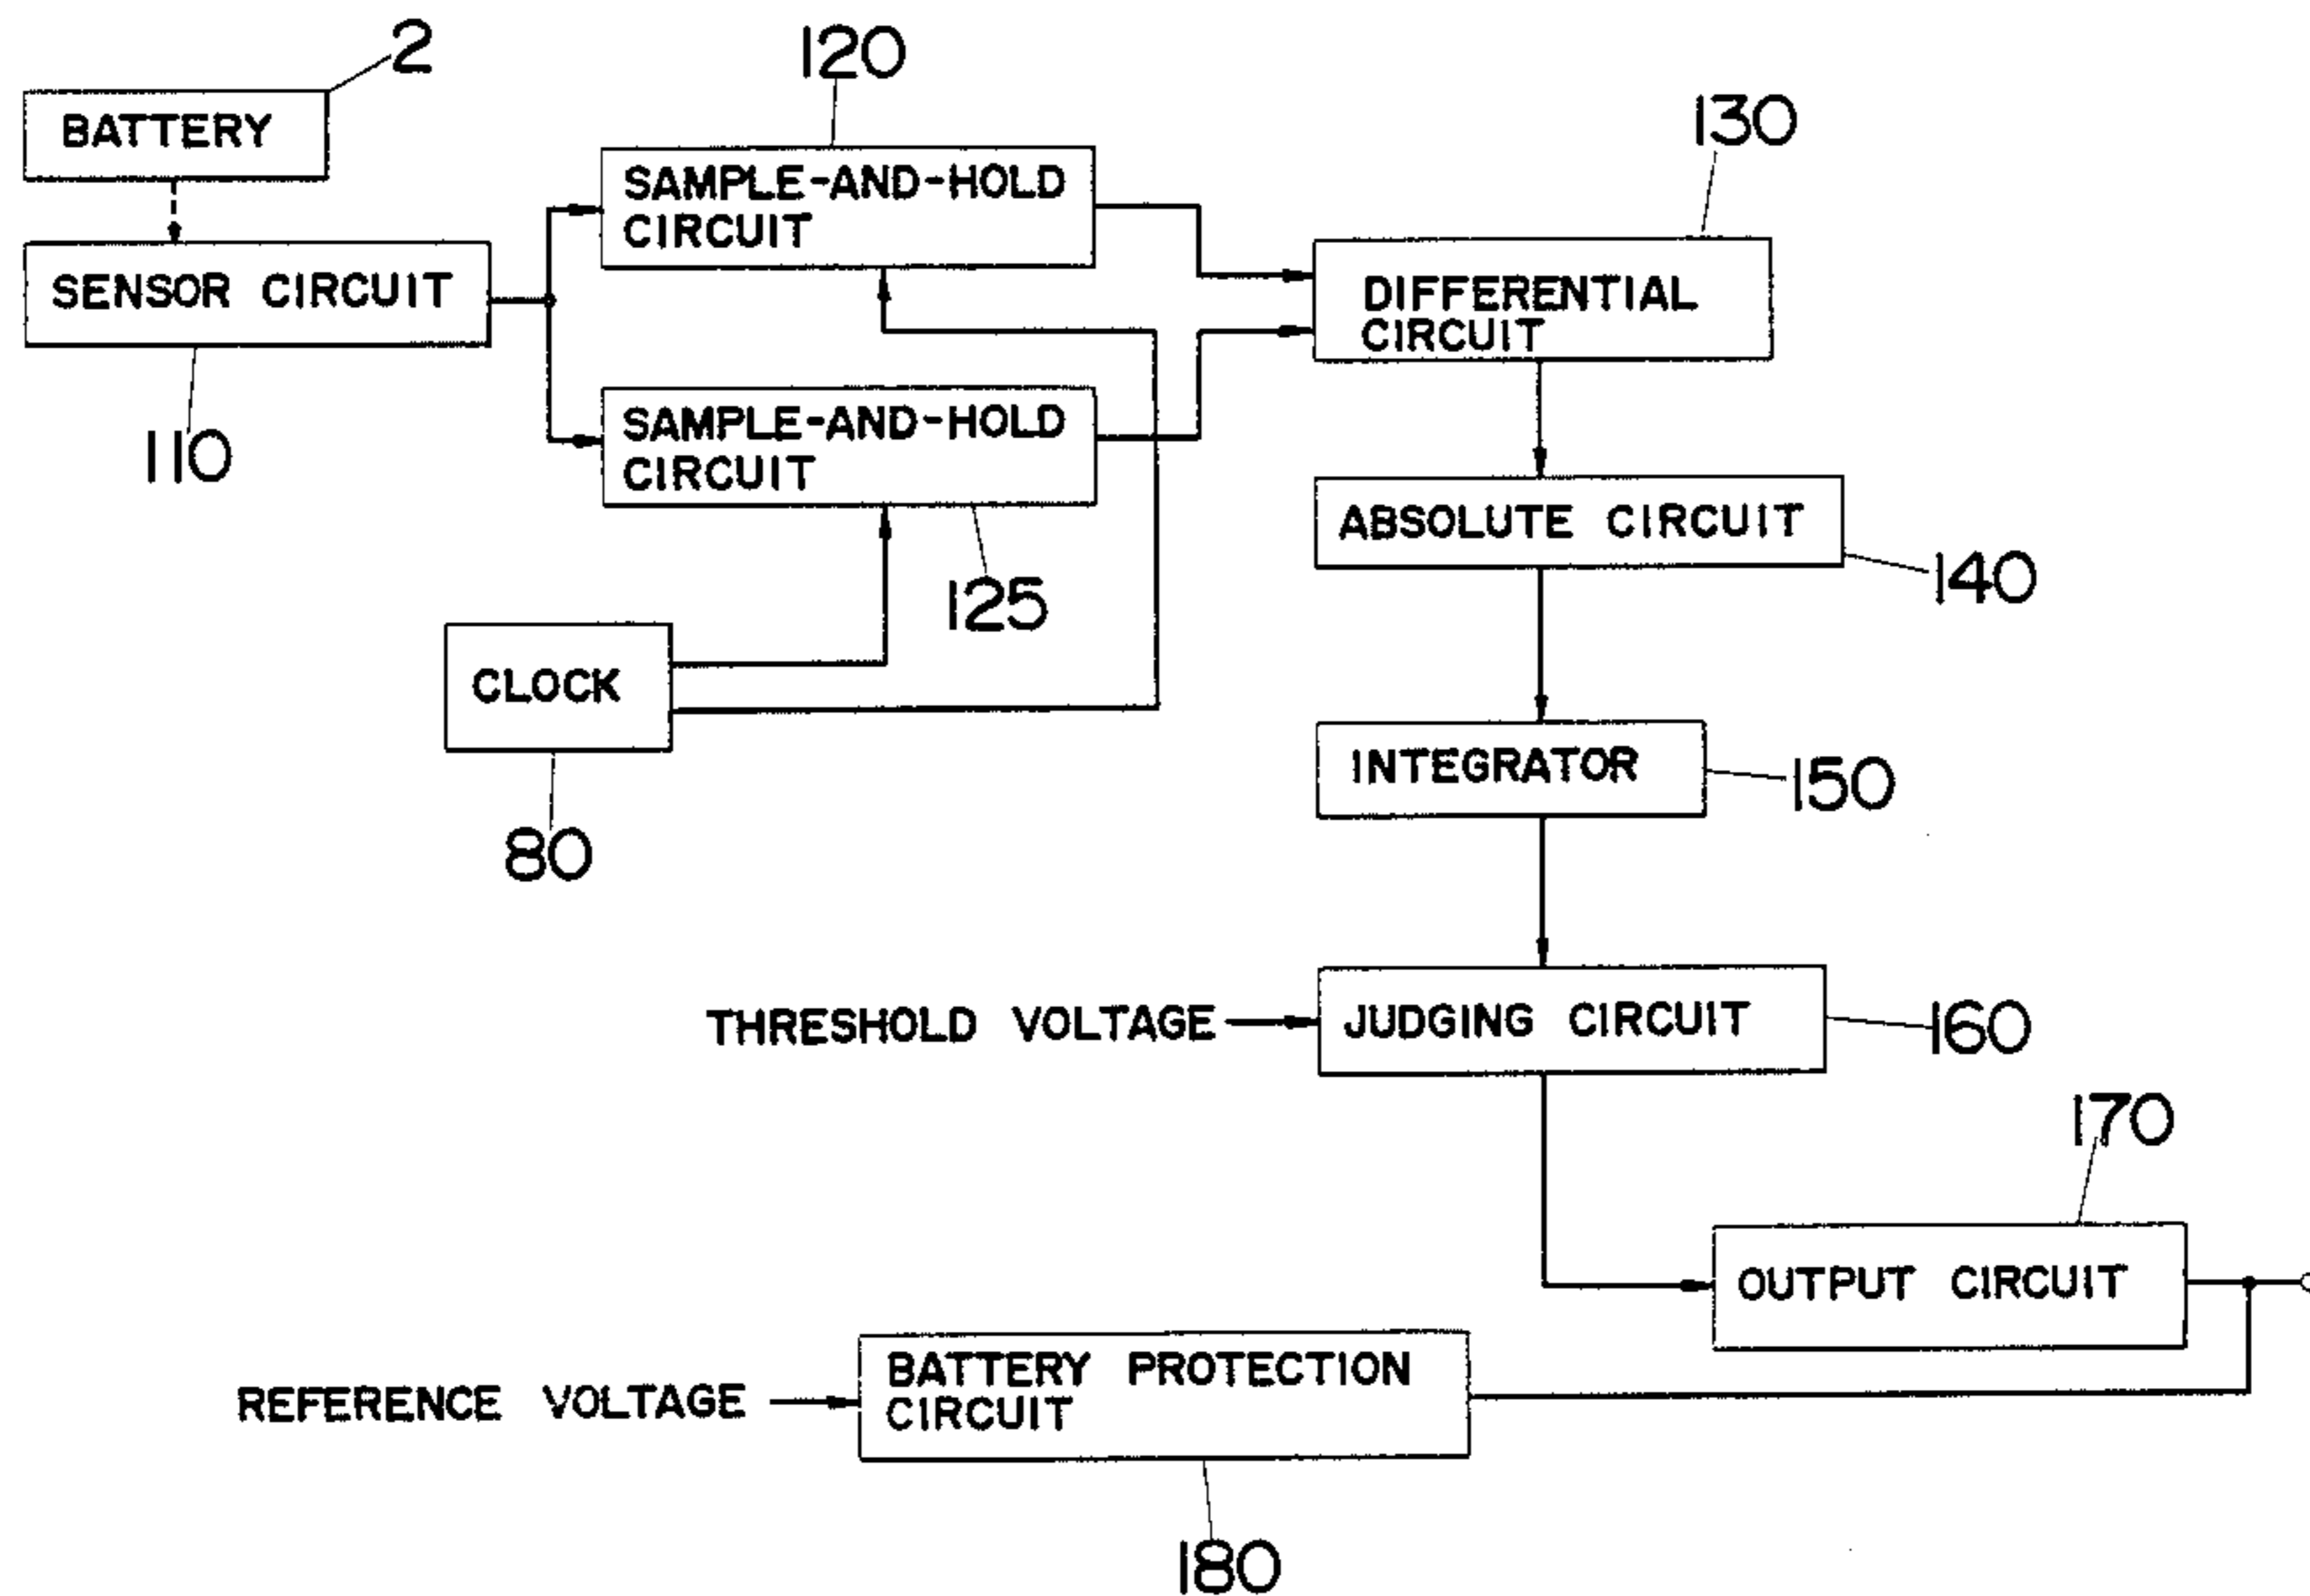 2
BATTERY
120
130
SAMPLE-AND-HOLD
CIRCUIT
SENSOR CIRCUIT
110
DIFFERENTIAL
CIRCUIT
SAMPLE-AND-HOLD
CIRCUIT
125
ABSOLUTE CIRCUIT
140
CLOCK
80
INTEGRATOR
150
THRESHOLD VOLTAGE
JUDGING CIRCUIT
160
170
OUTPUT CIRCUIT
REFERENCE VOLTAGE
BATTERY PROTECTION
CIRCUIT
180